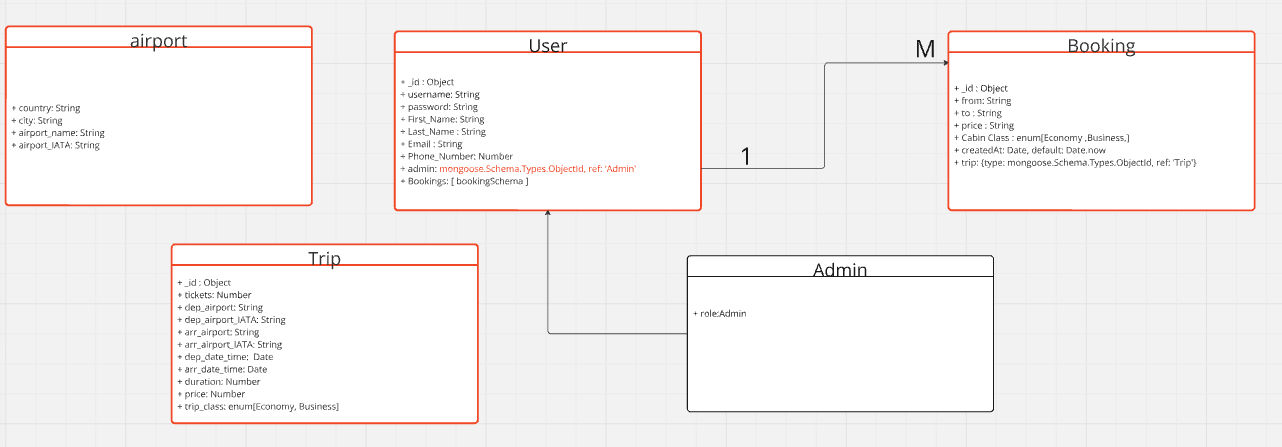 airport
+ country: String
+ city: String
+ airport_name: String
+ airport_IATA: String
User
+ _id : Object
+ username: String
+ password: String
+ First_Name: String
+ Last_Name : String
+ Email : String
+ Phone_Number: Number
+ admin: mongoose.Schema.Types.ObjectId, ref: 'Admin'
+ Bookings: [ bookingSchema ]
1
M
Booking
+ _id : Object
+ from: String
+ to : String
+ price : String
+ Cabin Class : enum[Economy ,Business,]
+ createdAt: Date, default: Date.now
+ trip: {type: mongoose.Schema.Types.ObjectId, ref: 'Trip'}
Trip
+ _id : Object
+ tickets: Number
+ dep_airport: String
+ dep_airport_IATA: String
+ arr_airport: String
+ arr_airport_IATA: String
+ dep_date_time:  Date
+ arr_date_time: Date
+ duration: Number
+ price: Number
+ trip_class: enum[Economy, Business]
Admin
+ role:Admin